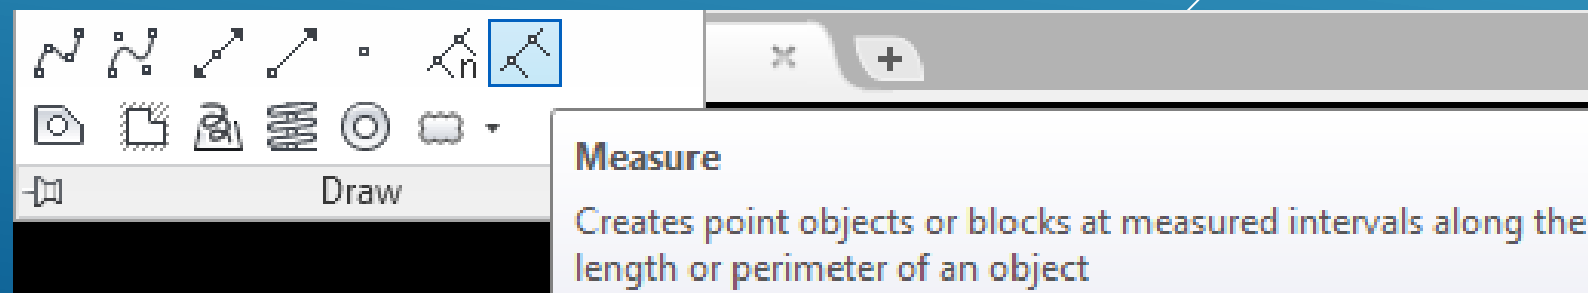 n
Draw
Measure
Creates point objects or blocks at measured intervals along the
length or perimeter of an object